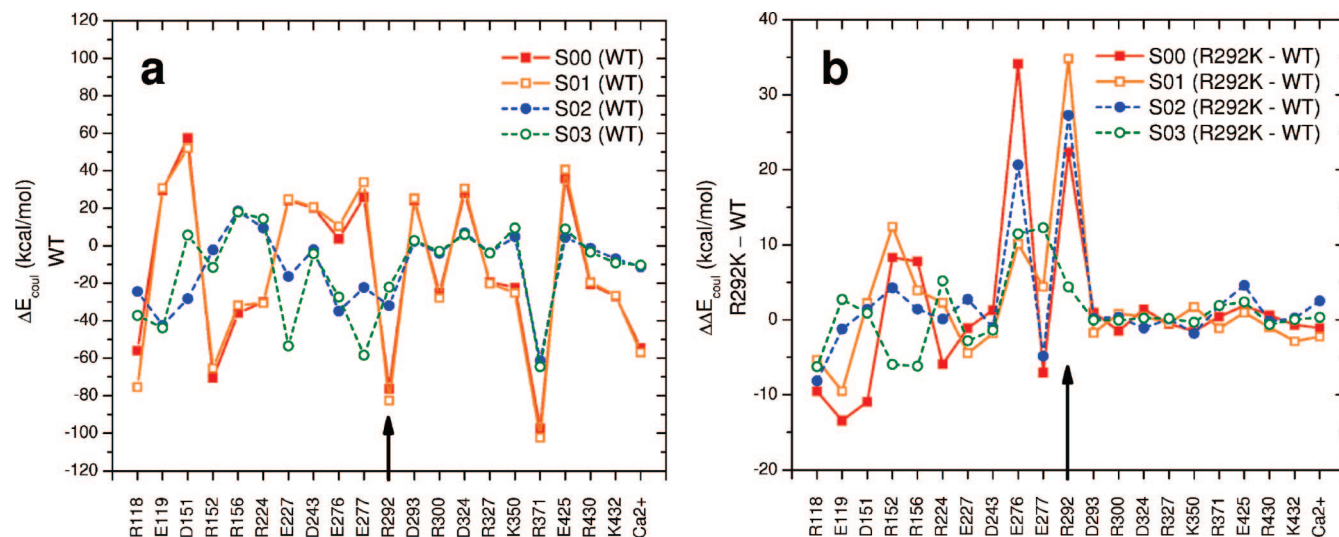 a
ΔE_coul (kcal/mol)
WT
120
100
80
60
40
20
0
-20
-40
-60
-80
-100
-120
S00 (WT)
S01 (WT)
S02 (WT)
S03 (WT)
R118
E119
D151
R152
R156
R224
E227
D243
E276
E277
R292
D293
R300
D324
R327
K350
R371
E425
R430
K432
Ca2+
b
ΔΔE_coul (kcal/mol)
R292K – WT
40
30
20
10
0
-10
-20
S00 (R292K - WT)
S01 (R292K - WT)
S02 (R292K - WT)
S03 (R292K - WT)
R118
E119
D151
R152
R156
R224
E227
D243
E276
E277
R292
D293
R300
D324
R327
K350
R371
E425
R430
K432
Ca2+